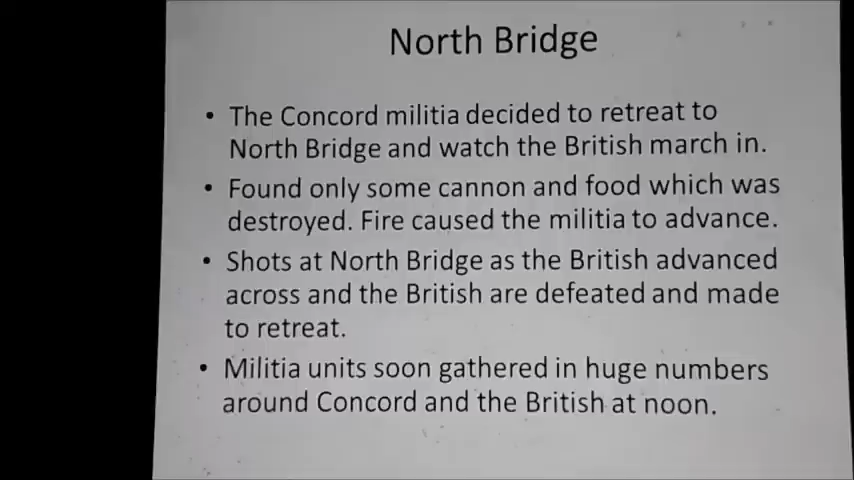 North Bridge
• The Concord militia decided to retreat to
North Bridge and watch the British march in.
• Found only some cannon and food which was
destroyed. Fire caused the militia to advance.
• Shots at North Bridge as the British advanced
across and the British are defeated and made
to retreat.
• Militia units soon gathered in huge numbers
around Concord and the British at noon.